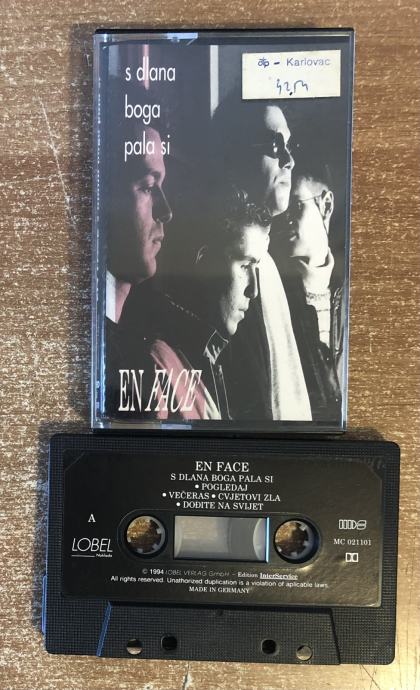 s dlana
boga
pala si
ap - Karlovac
EN FACE
EN FACE
S DLANA BOGA PALA SI
• POGLEDAJ
• VEČERAS • CVJETOVI ZLA
• DOĐITE NA SVIJET
A
LOBEL
Naklada
MC 021101
© 1994 LOBEL VERLAG GmbH - Edition InterService
All rights reserved. Unathorized duplication is a violation of aplicable laws.
MADE IN GERMANY